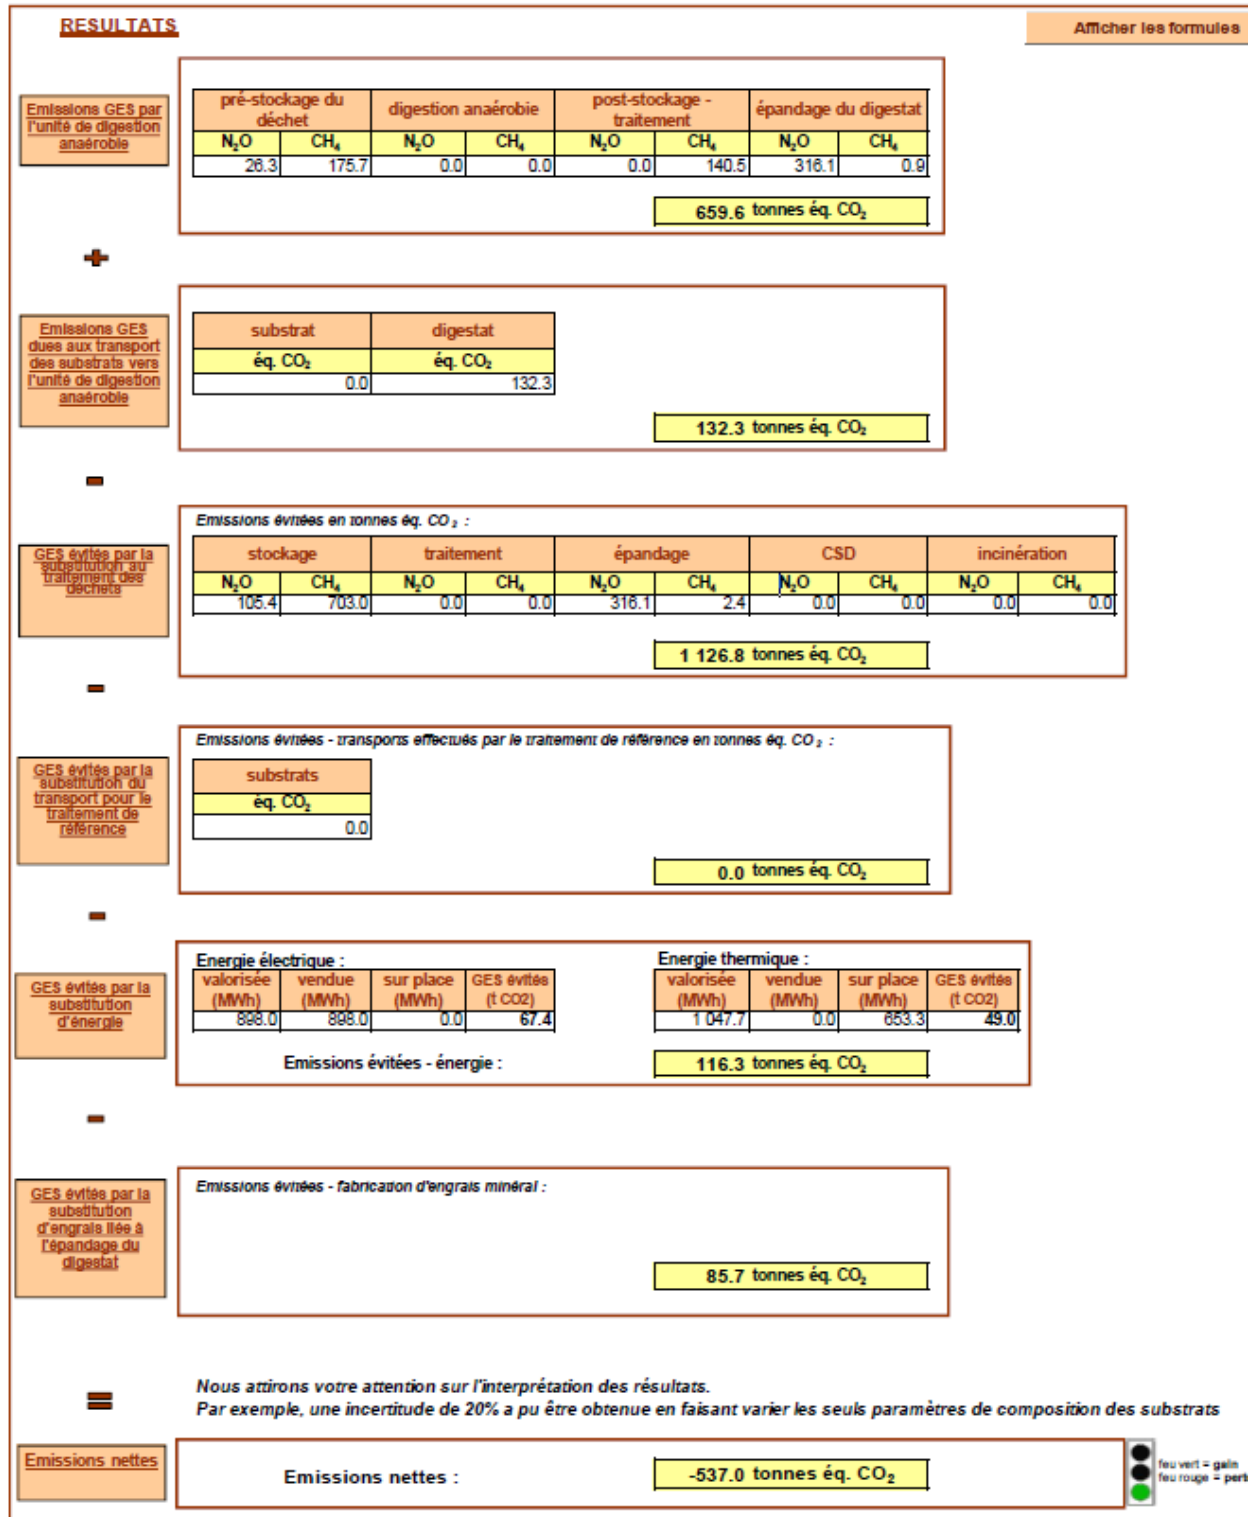 RESULTATS
Afficher les formules
Emissions GES par
l'unité de digestion
anaérobie
pré-stockage du
déchet
digestion anaérobie
post-stockage -
traitement
épandage du digestat
N₂O CH₄ N₂O CH₄ N₂O CH₄ N₂O CH₄
26.3 175.7 0.0 0.0 0.0 140.5 316.1 0.9
659.6 tonnes éq. CO₂
+
Emissions GES
dues aux transport
des substrats vers
l'unité de digestion
anaérobie
substrat digestat
éq. CO₂ éq. CO₂
0.0 132.3
132.3 tonnes éq. CO₂
-
Emissions évitées en tonnes éq. CO₂ :
GES évités par la
substitution au
traitement des
déchets
stockage traitement épandage CSD incinération
N₂O CH₄ N₂O CH₄ N₂O CH₄ N₂O CH₄ N₂O CH₄
105.4 703.0 0.0 0.0 316.1 2.4 0.0 0.0 0.0 0.0
1 126.8 tonnes éq. CO₂
-
Emissions évitées - transports effectués par le traitement de référence en tonnes éq. CO₂ :
GES évités par la
substitution du
transport pour le
traitement de
référence
substrats
éq. CO₂
0.0
0.0 tonnes éq. CO₂
-
GES évités par la
substitution
d'énergie
Energie électrique :
valorisée
(MWh)
vendue
(MWh)
sur place
(MWh)
GES évités
(t CO2)
898.0 898.0 0.0 67.4
Energie thermique :
valorisée
(MWh)
vendue
(MWh)
sur place
(MWh)
GES évités
(t CO2)
1 047.7 0.0 653.3 49.0
Emissions évitées - énergie : 116.3 tonnes éq. CO₂
-
GES évités par la
substitution
d'engrais liée à
l'épandage du
digestat
Emissions évitées - fabrication d'engrais minéral :
85.7 tonnes éq. CO₂
=
Nous attirons votre attention sur l'interprétation des résultats.
Par exemple, une incertitude de 20% a pu être obtenue en faisant varier les seuls paramètres de composition des substrats
Emissions nettes
Emissions nettes : -537.0 tonnes éq. CO₂
feu vert = gain
feu rouge = pert